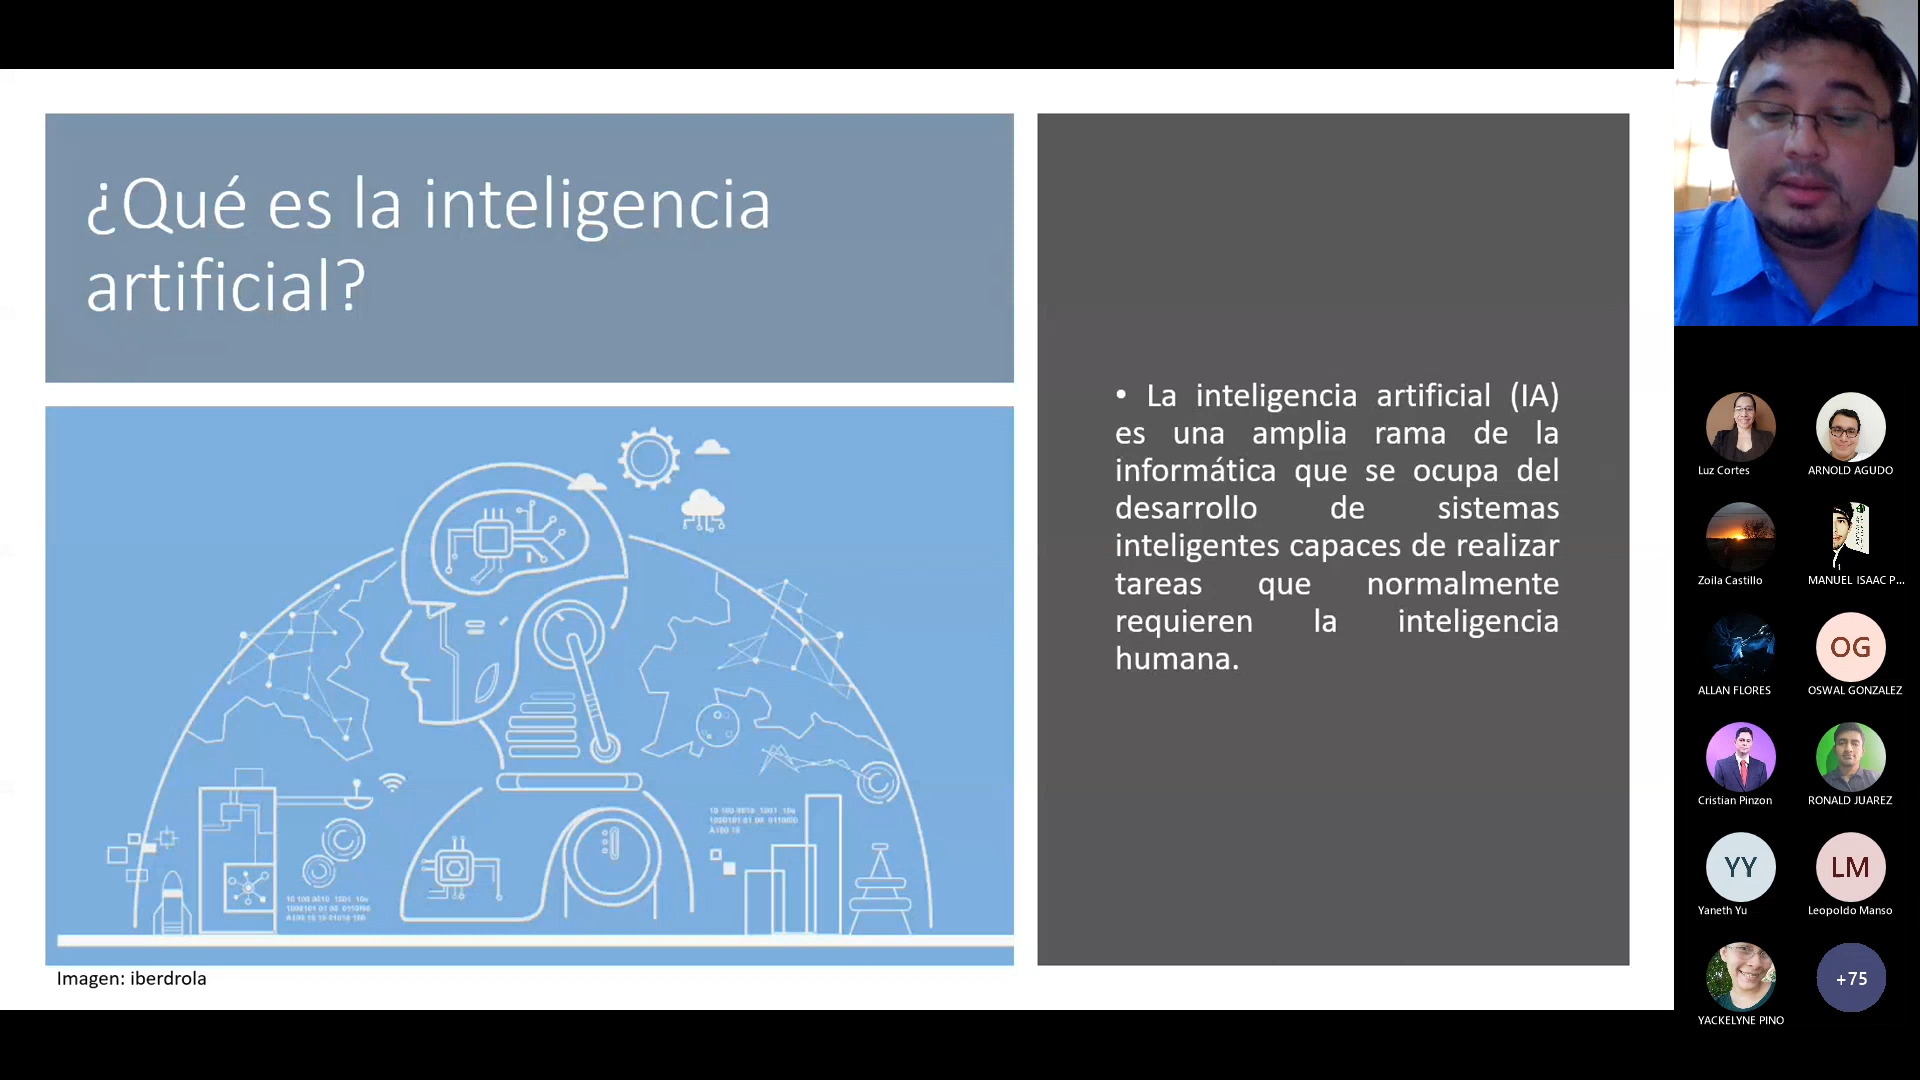 ¿Qué es la inteligencia
artificial?
• La inteligencia artificial (IA)
es una amplia rama de la
informática que se ocupa del
desarrollo de sistemas
inteligentes capaces de realizar
tareas que normalmente
requieren la inteligencia
humana.
Imagen: iberdrola
Luz Cortes
ARNOLD AGUDO
Zoila Castillo
MANUEL ISAAC P...
ALLAN FLORES
OG
OSWAL GONZALEZ
Cristian Pinzon
RONALD JUAREZ
YY
Yaneth Yu
LM
Leopoldo Manso
YACKELYNE PINO
+75